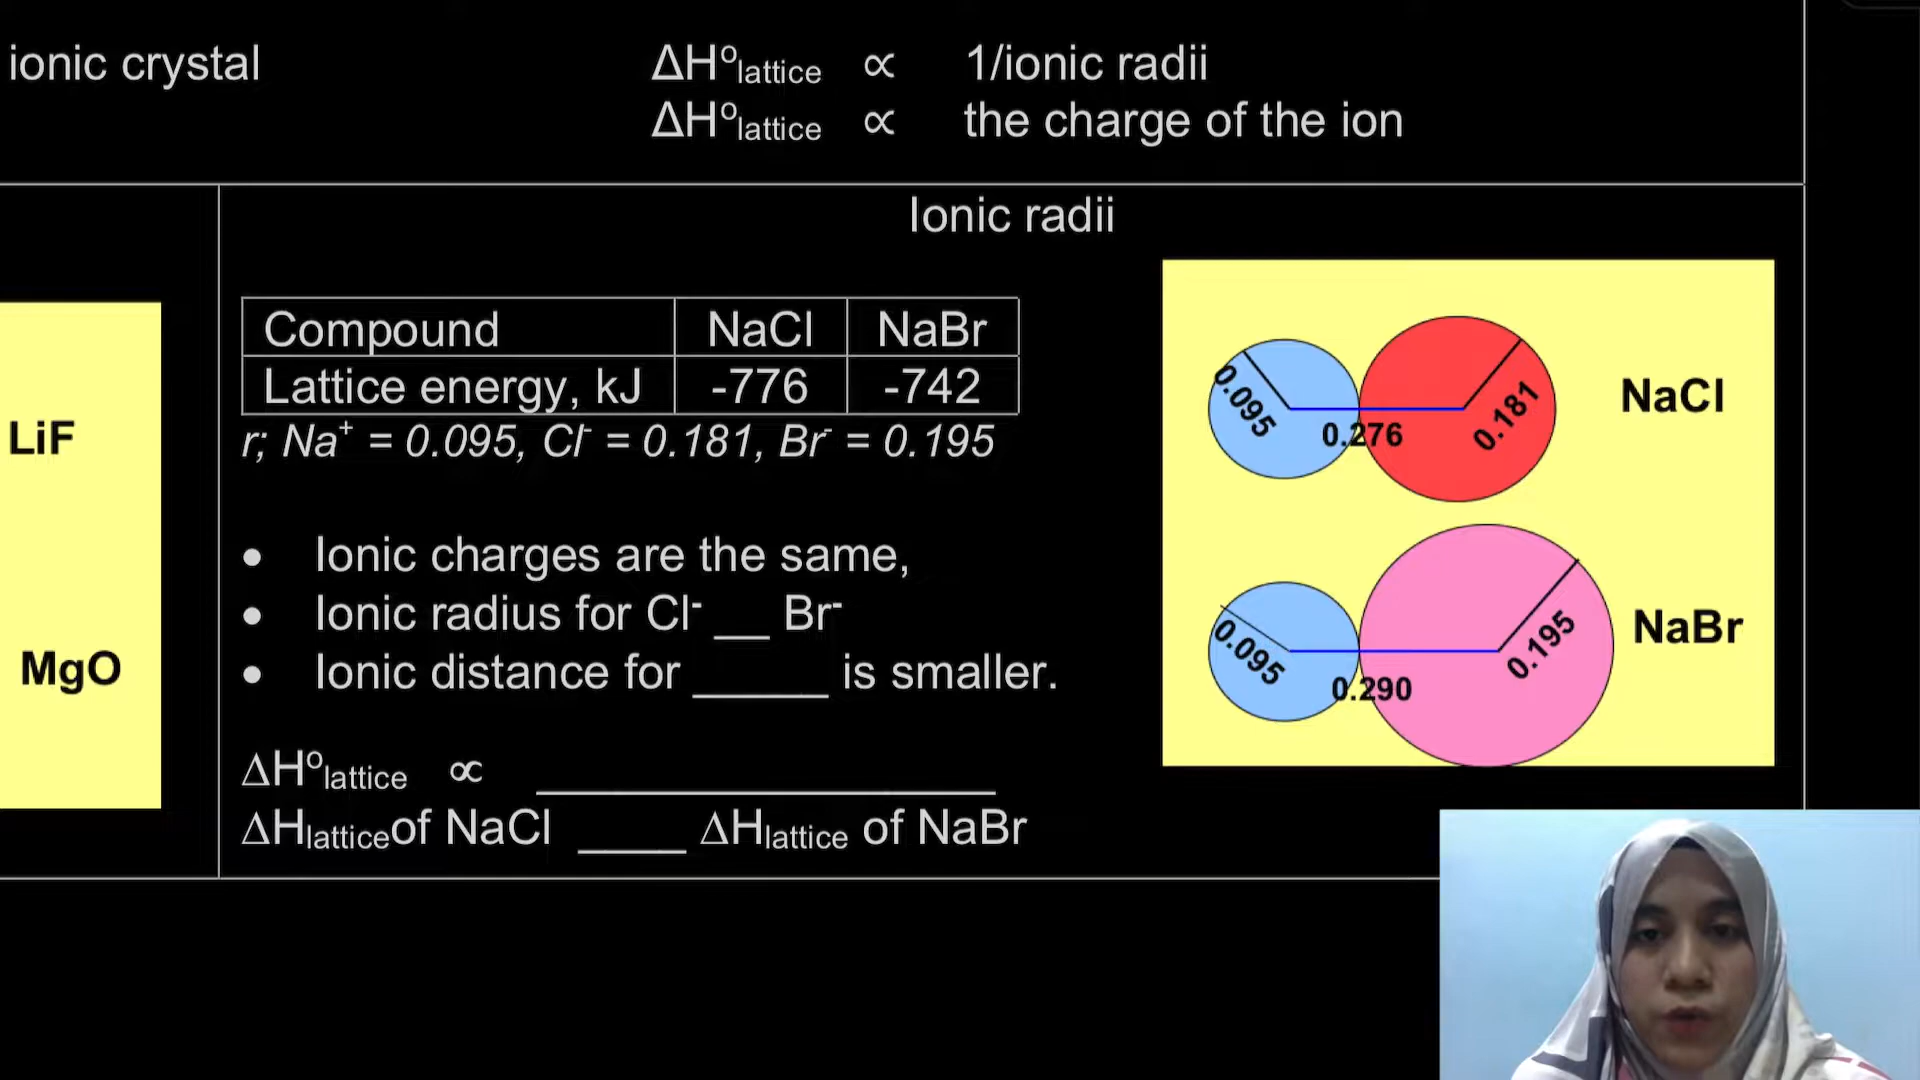 ionic crystal
ΔH°lattice ∝ 1/ionic radii
ΔH°lattice ∝ the charge of the ion
Ionic radii
Compound NaCl NaBr
Lattice energy, kJ -776 -742
r; Na⁺ = 0.095, Cl⁻ = 0.181, Br⁻ = 0.195
LiF
MgO
• Ionic charges are the same,
• Ionic radius for Cl⁻ __ Br⁻
• Ionic distance for _____ is smaller.
ΔH°lattice ∝ _________________
ΔHlatticeof NaCl ____ ΔHlattice of NaBr
0.095
0.276
0.181
NaCl
0.095
0.290
0.195
NaBr